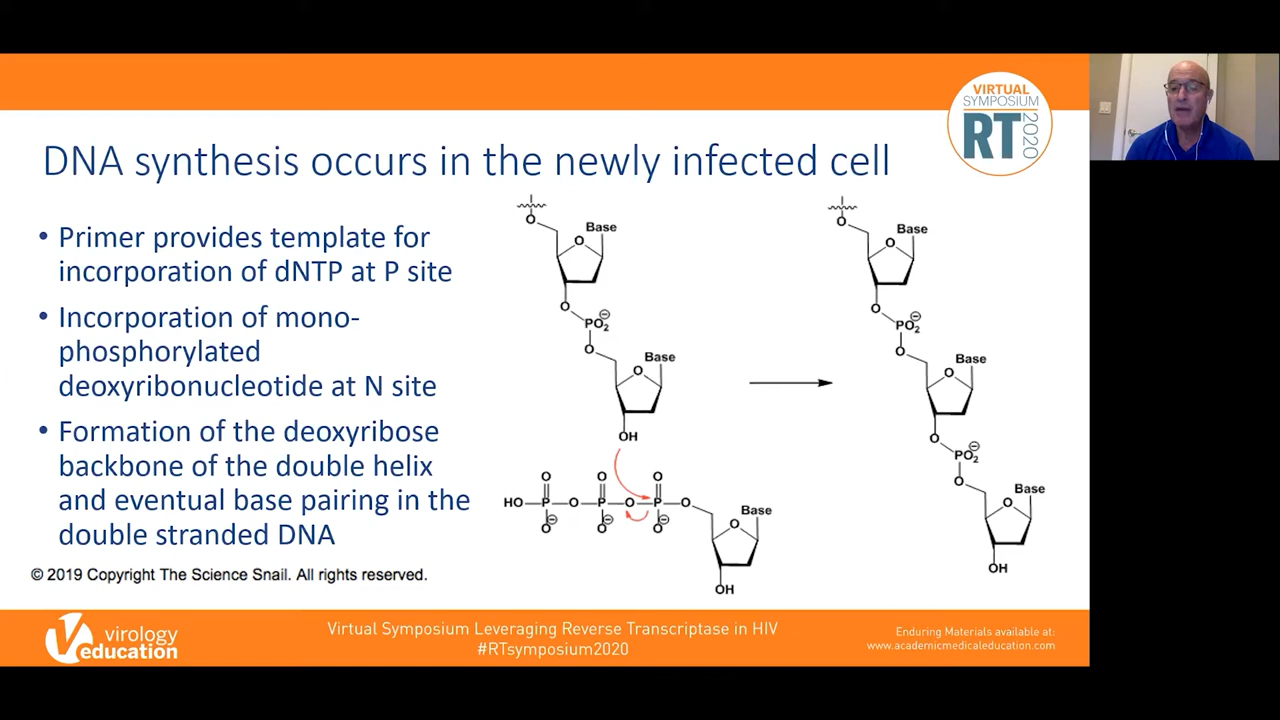 VIRTUAL
SYMPOSIUM
RT
2020
DNA synthesis occurs in the newly infected cell
• Primer provides template for
incorporation of dNTP at P site
• Incorporation of mono-
phosphorylated
deoxyribonucleotide at N site
• Formation of the deoxyribose
backbone of the double helix
and eventual base pairing in the
double stranded DNA
© 2019 Copyright The Science Snail. All rights reserved.
O
Base
O
O
PO2⊖
O
Base
O
OH
O O O
HO P O P O P O
O⊖ O⊖ O⊖
Base
O
OH
O
Base
O
O
PO2⊖
O
Base
O
O
PO2⊖
O
Base
O
OH
virology
education
Virtual Symposium Leveraging Reverse Transcriptase in HIV
#RTsymposium2020
Enduring Materials available at:
www.academicmedicaleducation.com